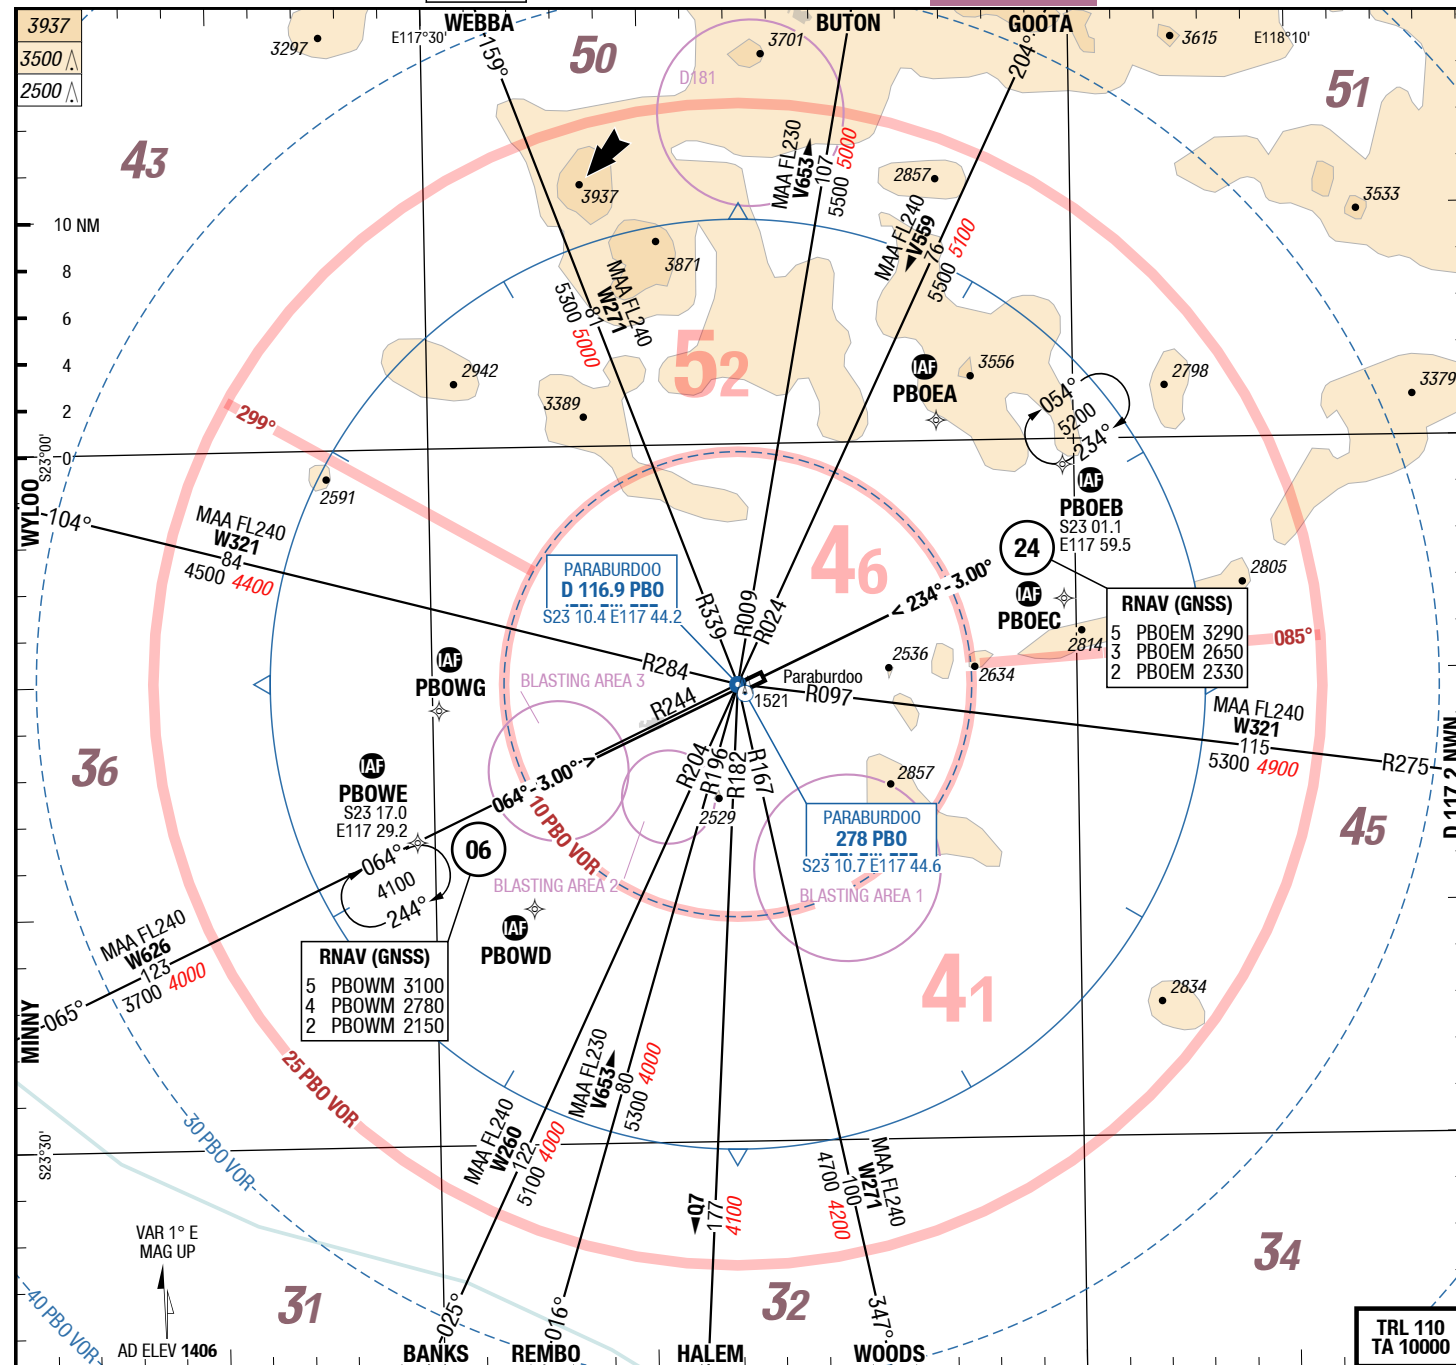 3937
3500
2500
3297
E117°30'
WEBBA
159°
50
3701
D181
BUTON
GOOTA
204°
3615
E118°10'
51
43
3937
MAA FL230
V653
107
5500 5000
2857
3533
10 NM
8
6
4
2
0
S23°00'
3871
MAA FL240
W271
81
5300 5000
MAA FL240
V559
76
5500 5100
52
2942
3389
IAF
PBOEA
3556
054°
5200
234°
2798
3379
299°
2591
IAF
PBOEB
S23 01.1
E117 59.5
WYLOO
104°
MAA FL240
W321
84
4500 4400
PARABURDOO
D 116.9 PBO
S23 10.4 E117 44.2
46
24
2805
R339
R009
R024
< 234° - 3.00°
IAF
PBOEC
RNAV (GNSS)
5 PBOEM 3290
3 PBOEM 2650
2 PBOEM 2330
085°
2814
IAF
PBOWG
BLASTING AREA 3
R284
R244
Paraburdoo
1521
R097
2536
2634
MAA FL240
W321
115
5300 4900
R275
D 117.2 NWN
36
IAF
PBOWE
S23 17.0
E117 29.2
064° - 3.00° >
10 PBO VOR
R204
R196
R182
R167
2529
2857
PARABURDOO
278 PBO
S23 10.7 E117 44.6
45
06
064°
4100
244°
BLASTING AREA 2
BLASTING AREA 1
IAF
PBOWD
MAA FL240
W626
123
3700 4000
RNAV (GNSS)
5 PBOWM 3100
4 PBOWM 2780
2 PBOWM 2150
41
2834
MINNY
065°
25 PBO VOR
30 PBO VOR
MAA FL230
V653
80
5300 4000
MAA FL240
W260
122
5100 4000
S23°30'
MAA FL240
W271
100
4700 4200
Q7
177
4100
VAR 1° E
MAG UP
40 PBO VOR
31
32
34
AD ELEV 1406
025°
016°
347°
BANKS
REMBO
HALEM
WOODS
TRL 110
TA 10000